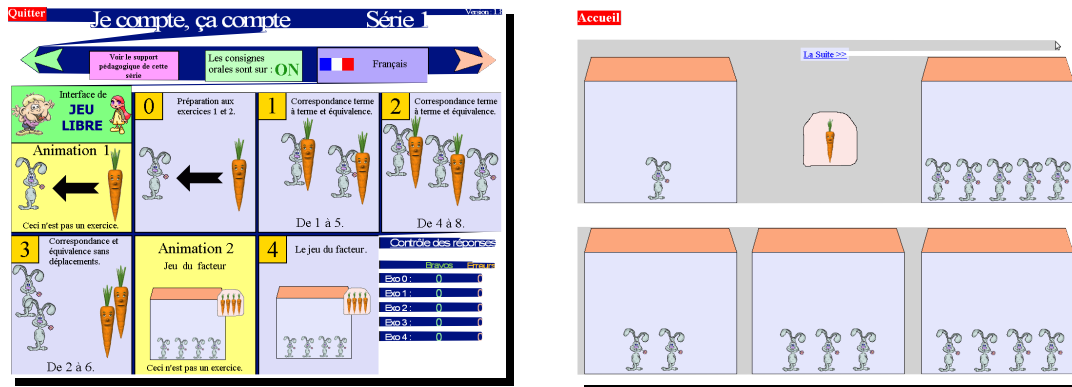 Quitter
Je compte, ça compte
Série 1
Version : 1.8
Voir le support
pédagogique de cette
série
Les consignes
orales sont sur : ON
Français
Interface de
JEU
LIBRE
0
Préparation aux
exercices 1 et 2.
1
Correspondance terme
à terme et équivalence.
2
Correspondance terme
à terme et équivalence.
Animation 1
Ceci n'est pas un exercice.
De 1 à 5.
De 4 à 8.
3
Correspondance et
équivalence sans
déplacements.
De 2 à 6.
Animation 2
Jeu du facteur
Ceci n'est pas un exercice.
4
Le jeu du facteur.
Contrôle des réponses
Bravos Erreurs
Exo 0 : 0 0
Exo 1 : 0 0
Exo 2 : 0 0
Exo 3 : 0 0
Exo 4 : 0 0
Accueil
La Suite >>